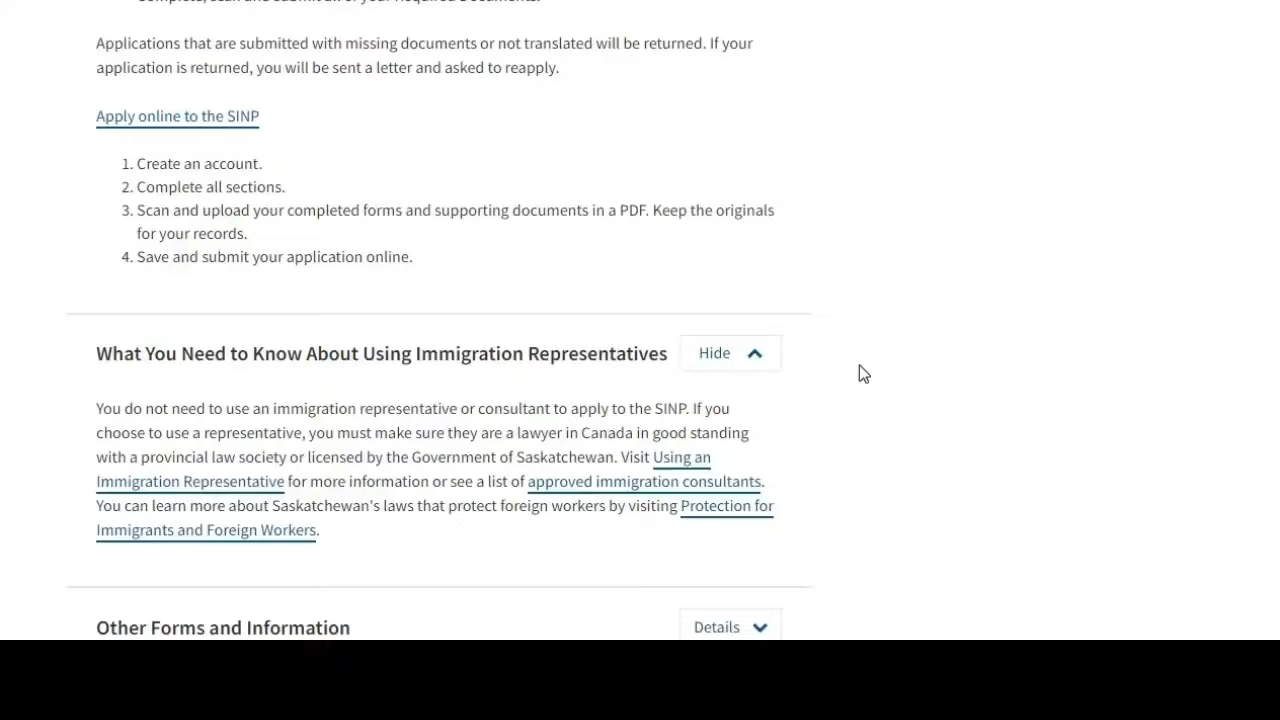 Applications that are submitted with missing documents or not translated will be returned. If your
application is returned, you will be sent a letter and asked to reapply.
Apply online to the SINP
1. Create an account.
2. Complete all sections.
3. Scan and upload your completed forms and supporting documents in a PDF. Keep the originals
for your records.
4. Save and submit your application online.
What You Need to Know About Using Immigration Representatives
Hide
You do not need to use an immigration representative or consultant to apply to the SINP. If you
choose to use a representative, you must make sure they are a lawyer in Canada in good standing
with a provincial law society or licensed by the Government of Saskatchewan. Visit Using an
Immigration Representative for more information or see a list of approved immigration consultants.
You can learn more about Saskatchewan's laws that protect foreign workers by visiting Protection for
Immigrants and Foreign Workers.
Other Forms and Information
Details